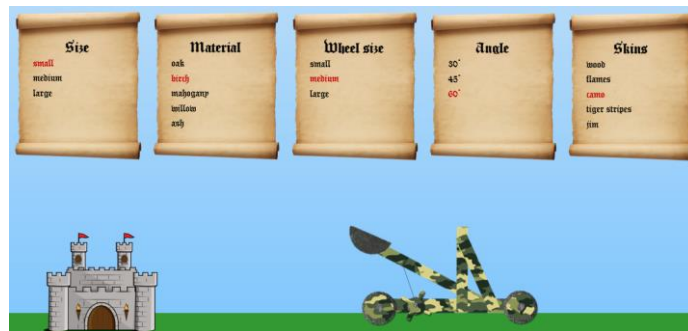 Size
small
medium
large
Material
oak
birch
mahogany
willow
ash
Wheel size
small
medium
large
Angle
30°
45°
60°
Skins
wood
flames
camo
tiger stripes
jim